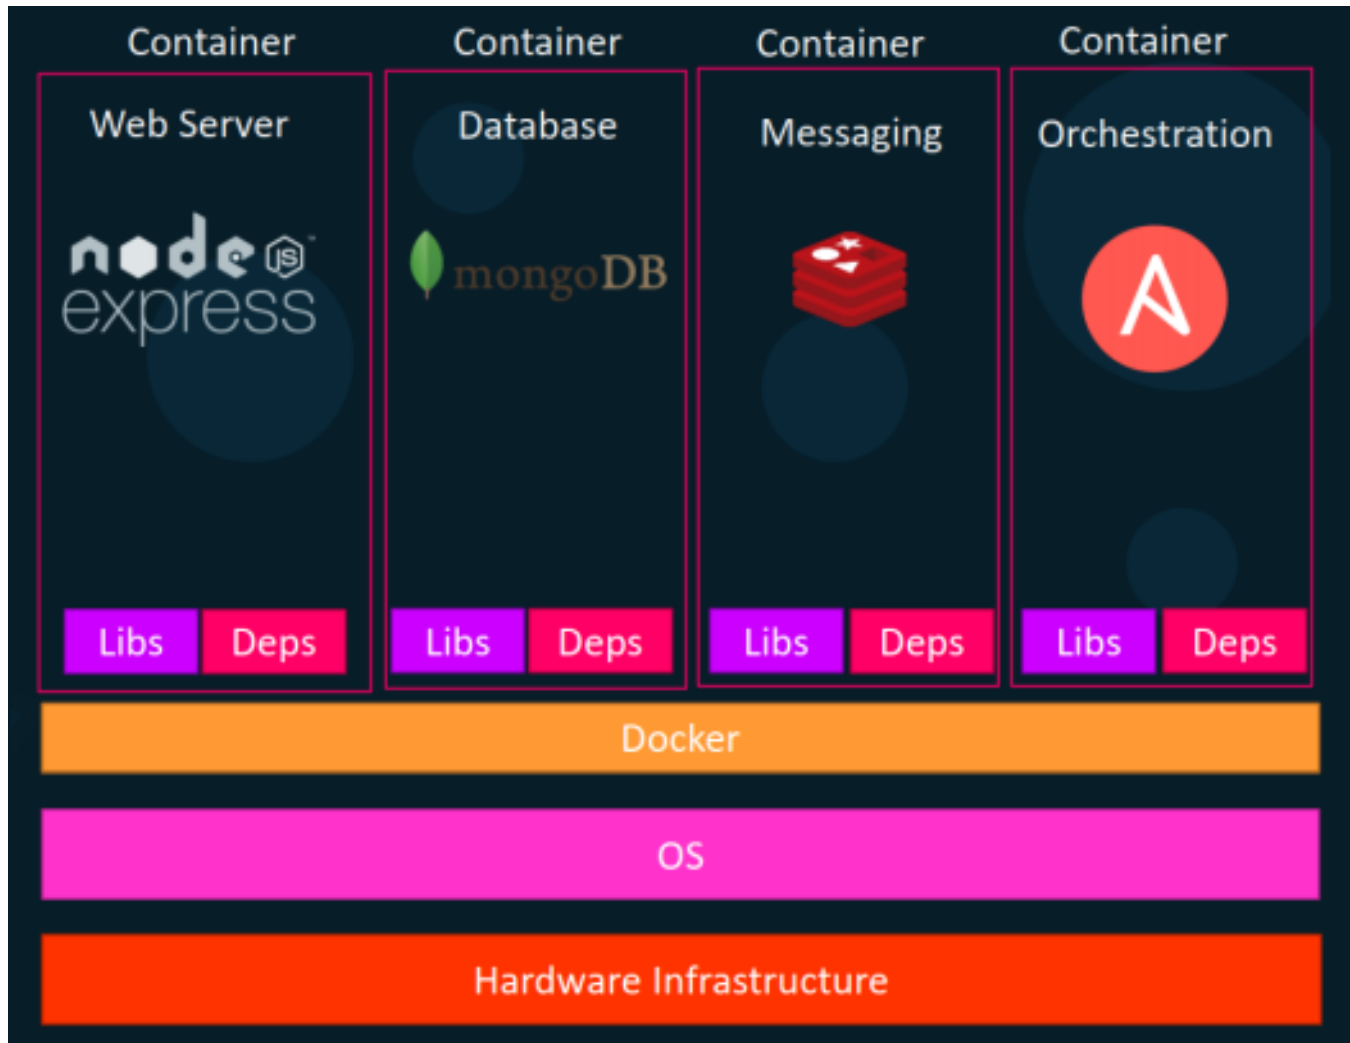 Container
Container
Container
Container
Web Server
Database
Messaging
Orchestration
node JS ™
express
mongoDB
Libs
Deps
Libs
Deps
Libs
Deps
Libs
Deps
Docker
OS
Hardware Infrastructure